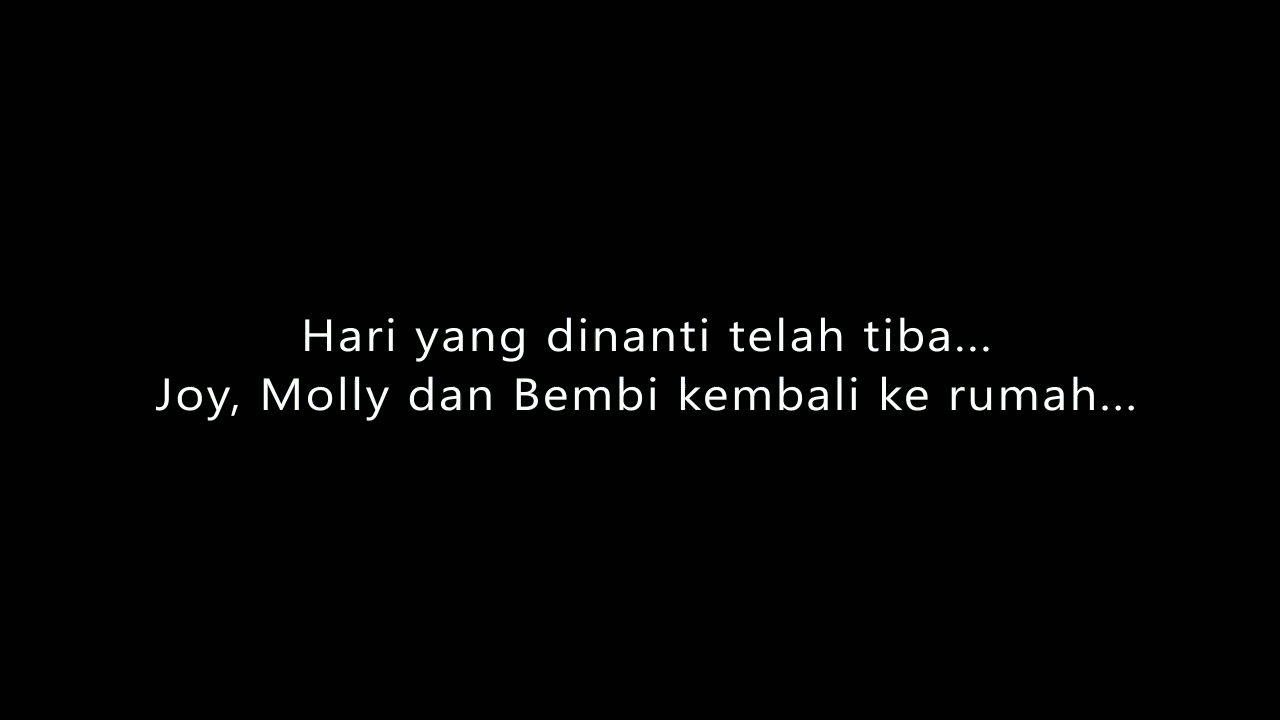 Hari yang dinanti telah tiba...
Joy, Molly dan Bembi kembali ke rumah...